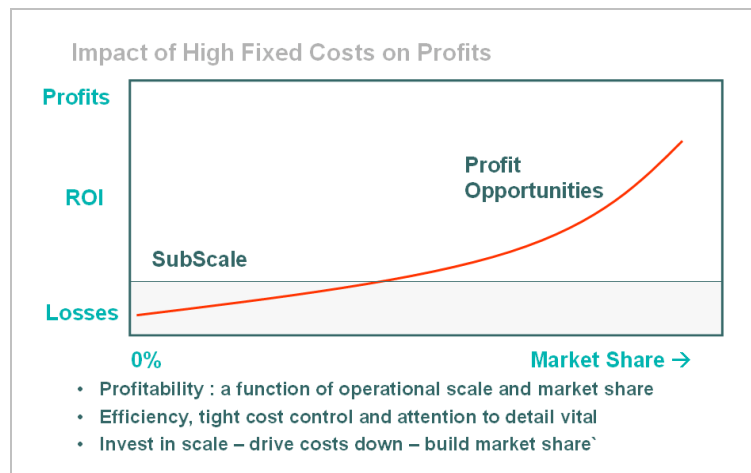 Impact of High Fixed Costs on Profits
Profits
ROI
Losses
SubScale
Profit
Opportunities
0%
Market Share →
• Profitability : a function of operational scale and market share
• Efficiency, tight cost control and attention to detail vital
• Invest in scale – drive costs down – build market share`